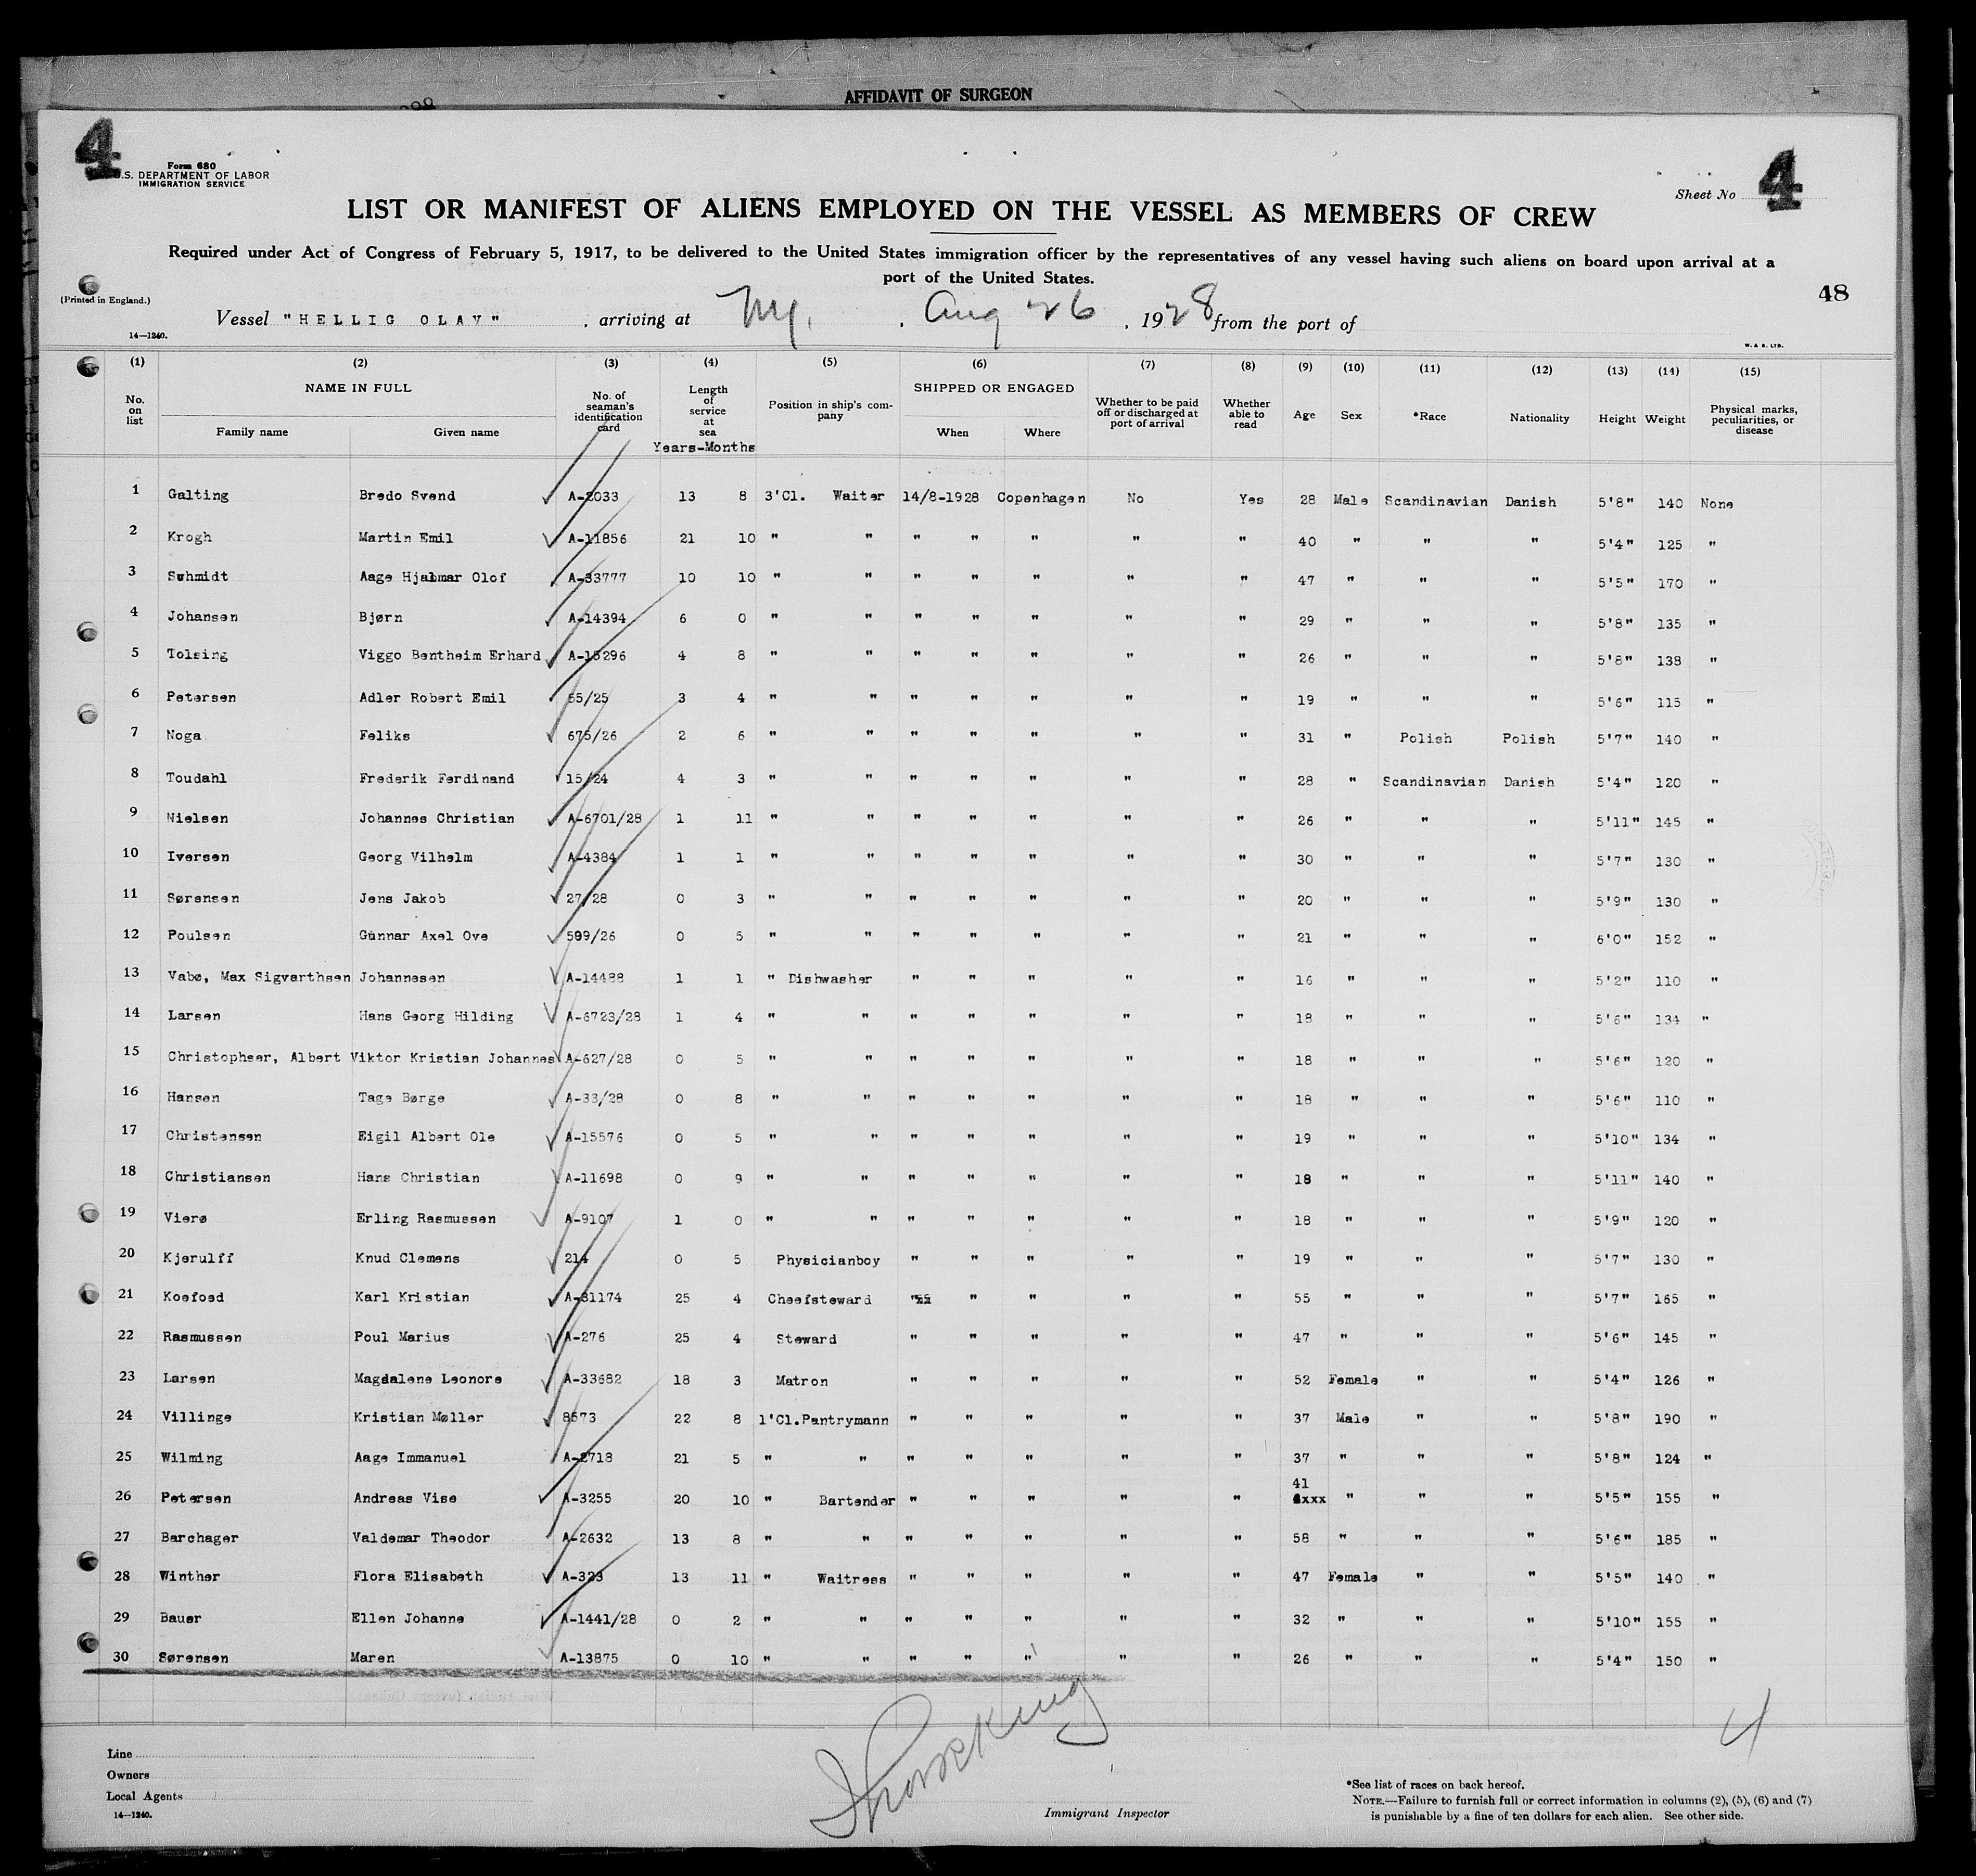 AFFIDAVIT OF SURGEON
4
Form 680
U.S. DEPARTMENT OF LABOR
IMMIGRATION SERVICE
Sheet No 4
LIST OR MANIFEST OF ALIENS EMPLOYED ON THE VESSEL AS MEMBERS OF CREW
Required under Act of Congress of February 5, 1917, to be delivered to the United States immigration officer by the representatives of any vessel having such aliens on board upon arrival at a
port of the United States.
48
(Printed in England.)
Vessel "HELLIG OLAV", arriving at NY., Aug 26, 1928 from the port of
14—1240.
W. & S. LTD.
(1) (2) (3) (4) (5) (6) (7) (8) (9) (10) (11) (12) (13) (14) (15)
No. on list NAME IN FULL Family name Given name No. of seaman's identification card Length of service at sea Years-Months Position in ship's company SHIPPED OR ENGAGED When Where Whether to be paid off or discharged at port of arrival Whether able to read Age Sex *Race Nationality Height Weight Physical marks, peculiarities, or disease
1 Galting Bredo Svend A-2033 13 8 3'Cl. Waiter 14/8-1928 Copenhagen No Yes 28 Male Scandinavian Danish 5'8" 140 None
2 Krogh Martin Emil A-11856 21 10 " " " " " " " 40 " " " 5'4" 125 "
3 Suhmidt Aage Hjalmar Olof A-33777 10 10 " " " " " " " 47 " " " 5'5" 170 "
4 Johansen Bjørn A-14394 6 0 " " " " " " " 29 " " " 5'8" 135 "
5 Tolsing Viggo Bentheim Erhard A-15296 4 8 " " " " " " " 26 " " " 5'8" 138 "
6 Petersen Adler Robert Emil 55/25 3 4 " " " " " " " 19 " " " 5'6" 115 "
7 Noga Feliks 675/26 2 6 " " " " " " " 31 " Polish Polish 5'7" 140 "
8 Toudahl Frederik Ferdinand 15/24 4 3 " " " " " " " 28 " Scandinavian Danish 5'4" 120 "
9 Nielsen Johannes Christian A-6701/28 1 11 " " " " " " " 26 " " " 5'11" 145 "
10 Iversen Georg Vilhelm A-4384 1 1 " " " " " " " 30 " " " 5'7" 130 "
11 Sørensen Jens Jakob 27/28 0 3 " " " " " " " 20 " " " 5'9" 130 "
12 Poulsen Gunnar Axel Ove 599/26 0 5 " " " " " " " 21 " " " 6'0" 152 "
13 Vabø, Max Sigvarthsen Johannesen A-14488 1 1 " Dishwasher " " " " " 16 " " " 5'2" 110 "
14 Larsen Hans Georg Hilding A-6723/28 1 4 " " " " " " " 18 " " " 5'6" 134 "
15 Christophser, Albert Viktor Kristian Johannes A-627/28 0 5 " " " " " " " 18 " " " 5'6" 120 "
16 Hansen Tage Børge A-33/28 0 8 " " " " " " " 18 " " " 5'6" 110 "
17 Christensen Eigil Albert Ole A-15576 0 5 " " " " " " " 19 " " " 5'10" 134 "
18 Christiansen Hans Christian A-11698 0 9 " " " " " " " 18 " " " 5'11" 140 "
19 Vierø Erling Rasmussen A-9107 1 0 " " " " " " " 18 " " " 5'9" 120 "
20 Kjerulff Knud Clemens 214 0 5 Physicianboy " " " " " 19 " " " 5'7" 130 "
21 Koefoed Karl Kristian A-31174 25 4 Cheefsteward " " " " " 55 " " " 5'7" 165 "
22 Rasmussen Poul Marius A-276 25 4 Steward " " " " " 47 " " " 5'6" 145 "
23 Larsen Magdalene Leonore A-33682 18 3 Matron " " " " " 52 Female " " 5'4" 126 "
24 Villinge Kristian Møller 8573 22 8 1'Cl.Pantrymann " " " " " 37 Male " " 5'8" 190 "
25 Wilming Aage Immanuel A-2718 21 5 " " " " " " " 37 " " " 5'8" 124 "
26 Petersen Andreas Vise A-3255 20 10 " Bartender " " " " " 41 xxx " " " 5'5" 155 "
27 Barchager Valdemar Theodor A-2632 13 8 " " " " " " " 58 " " " 5'6" 185 "
28 Winther Flora Elisabeth A-323 13 11 " Waitress " " " " " 47 Female " " 5'5" 140 "
29 Bauer Ellen Johanne A-1441/28 0 2 " " " " " " " 32 " " " 5'10" 155 "
30 Sørensen Maren A-13875 0 10 " " " " " " " 26 " " " 5'4" 150 "
4
Line
Owners
Local Agents
14—1240.
Immigrant Inspector
*See list of races on back hereof.
NOTE.—Failure to furnish full or correct information in columns (2), (5), (6) and (7)
is punishable by a fine of ten dollars for each alien. See other side.